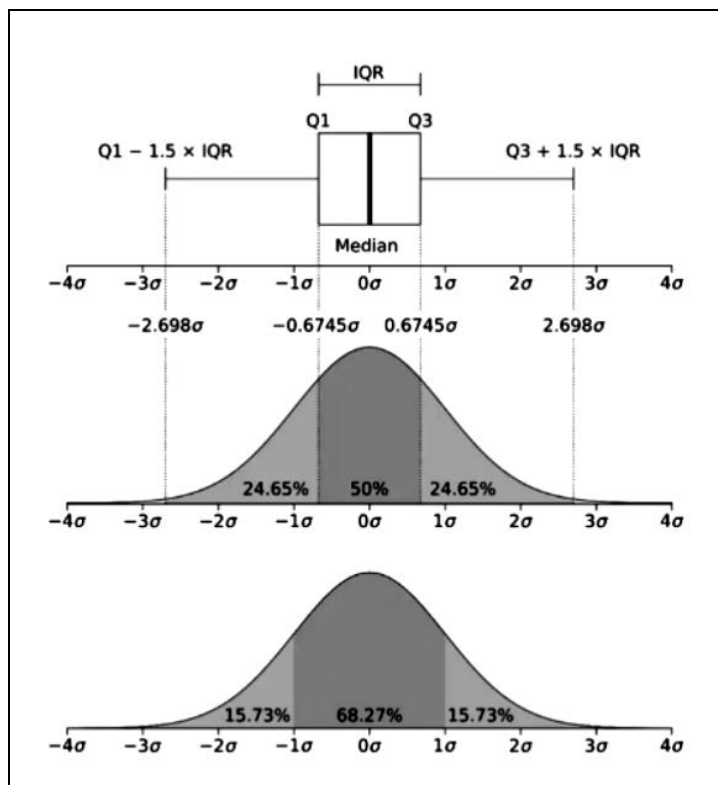 IQR
Q1 Q3
Q1 − 1.5 × IQR Q3 + 1.5 × IQR
Median
−4σ −3σ −2σ −1σ 0σ 1σ 2σ 3σ 4σ
−2.698σ −0.6745σ 0.6745σ 2.698σ
24.65% 50% 24.65%
−4σ −3σ −2σ −1σ 0σ 1σ 2σ 3σ 4σ
15.73% 68.27% 15.73%
−4σ −3σ −2σ −1σ 0σ 1σ 2σ 3σ 4σ